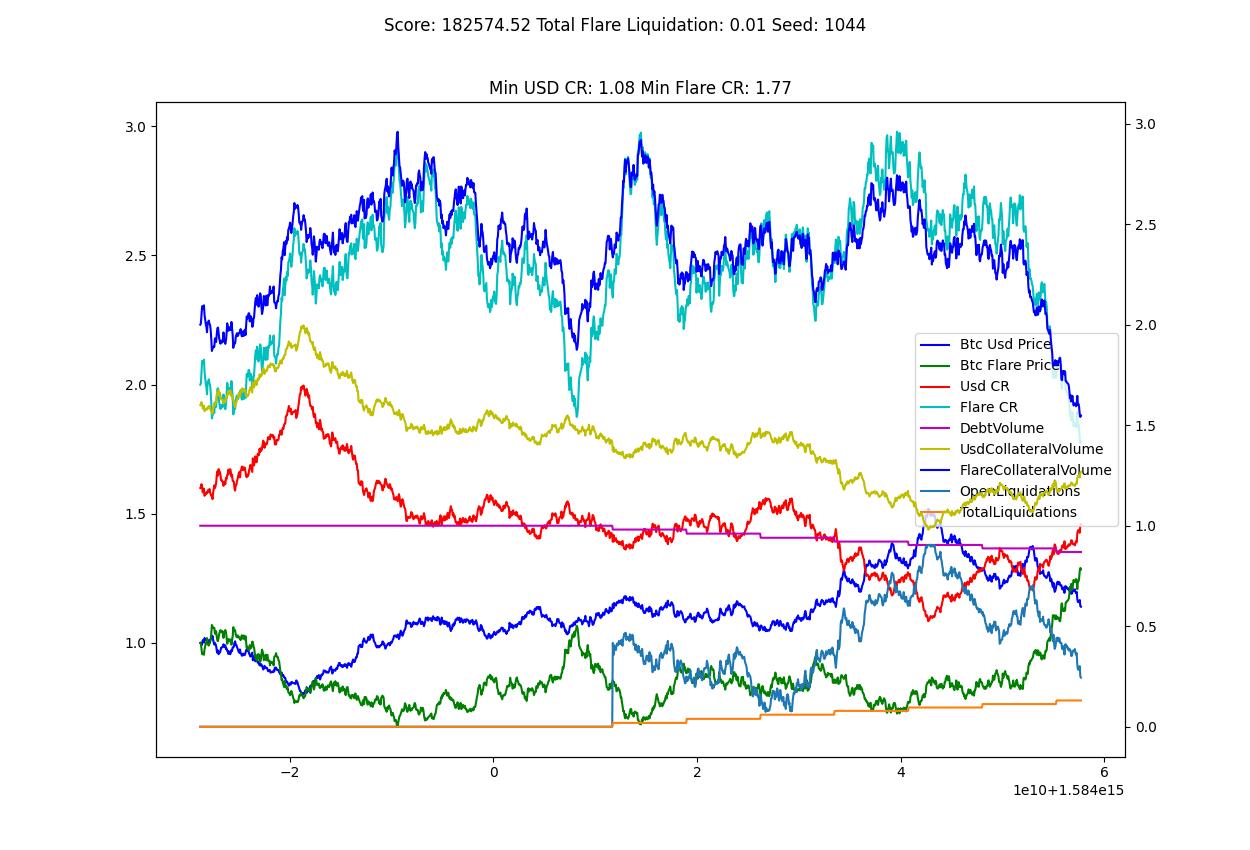 Score: 182574.52 Total Flare Liquidation: 0.01 Seed: 1044
Min USD CR: 1.08 Min Flare CR: 1.77
3.0
2.5
2.0
1.5
1.0
3.0
2.5
2.0
1.5
1.0
0.5
0.0
Btc Usd Price
Btc Flare Price
Usd CR
Flare CR
DebtVolume
UsdCollateralVolume
FlareCollateralVolume
OpenLiquidations
TotalLiquidations
−2 0 2 4 6
1e10+1.584e15